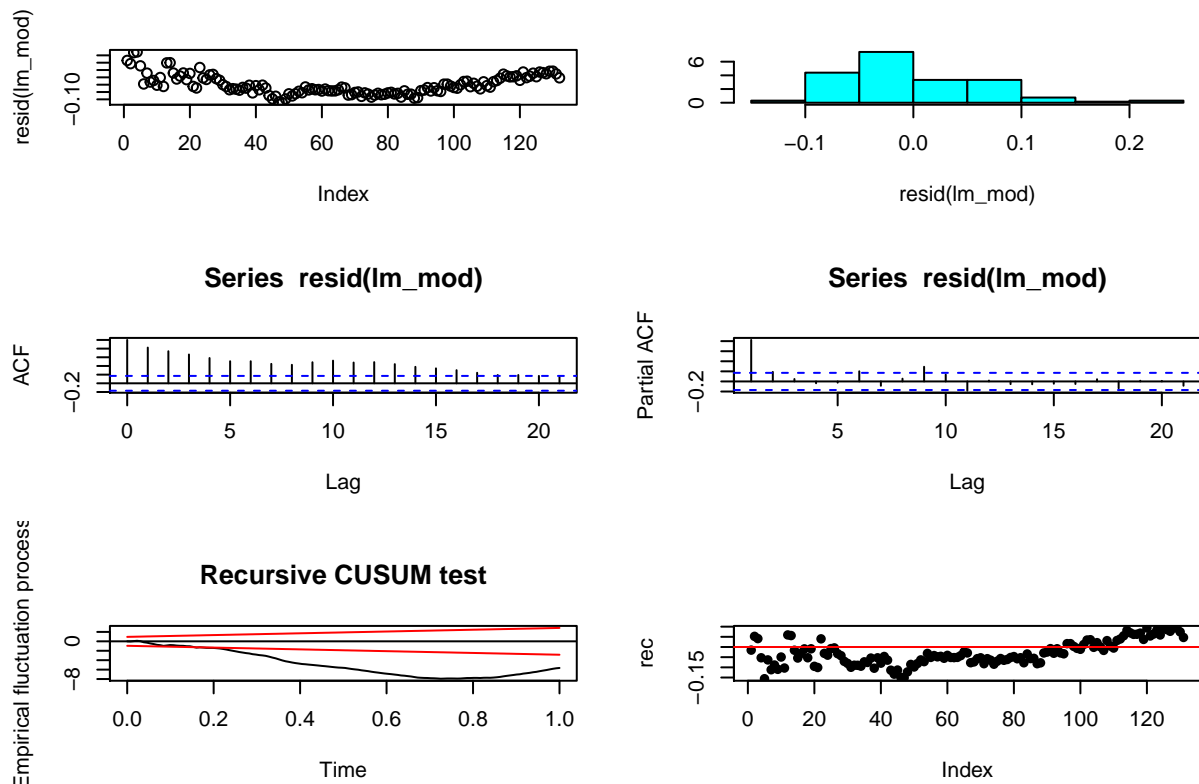 resid(lm_mod)
−0.10
0 20 40 60 80 100 120
Index
6
0
−0.1 0.0 0.1 0.2
resid(lm_mod)
Series resid(lm_mod)
ACF
−0.2
0 5 10 15 20
Lag
Series resid(lm_mod)
Partial ACF
−0.2
5 10 15 20
Lag
Recursive CUSUM test
Empirical fluctuation process
0
−8
0.0 0.2 0.4 0.6 0.8 1.0
Time
rec
−0.15
0 20 40 60 80 100 120
Index